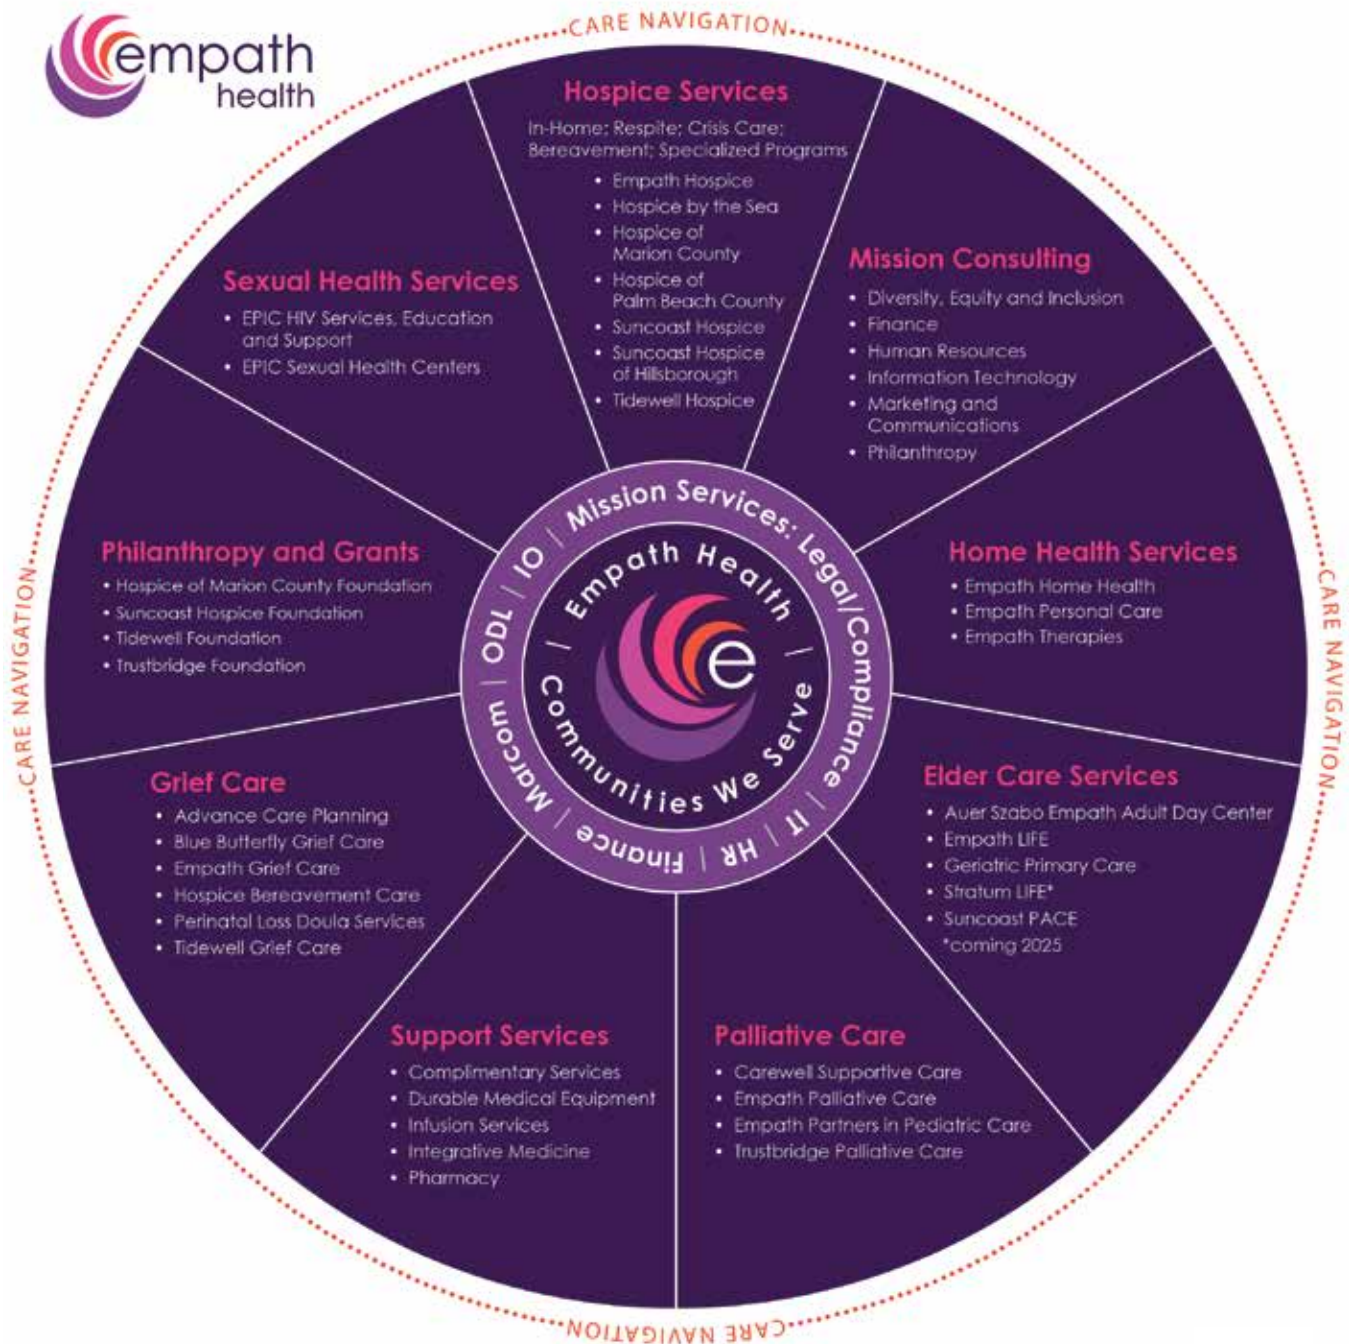 empath
health
CARE NAVIGATION
Hospice Services
In-Home; Respite; Crisis Care;
Bereavement; Specialized Programs
• Empath Hospice
• Hospice by the Sea
• Hospice of
Marion County
• Hospice of
Palm Beach County
• Suncoast Hospice
• Suncoast Hospice
of Hillsborough
• Tidewell Hospice
Mission Consulting
• Diversity, Equity and Inclusion
• Finance
• Human Resources
• Information Technology
• Marketing and
Communications
• Philanthropy
Home Health Services
• Empath Home Health
• Empath Personal Care
• Empath Therapies
CARE NAVIGATION
Elder Care Services
• Auer Szabo Empath Adult Day Center
• Empath LIFE
• Geriatric Primary Care
• Stratum LIFE*
• Suncoast PACE
*coming 2025
Palliative Care
• Carewell Supportive Care
• Empath Palliative Care
• Empath Partners in Pediatric Care
• Trustbridge Palliative Care
CARE NAVIGATION
Support Services
• Complimentary Services
• Durable Medical Equipment
• Infusion Services
• Integrative Medicine
• Pharmacy
Grief Care
• Advance Care Planning
• Blue Butterfly Grief Care
• Empath Grief Care
• Hospice Bereavement Care
• Perinatal Loss Doula Services
• Tidewell Grief Care
CARE NAVIGATION
Philanthropy and Grants
• Hospice of Marion County Foundation
• Suncoast Hospice Foundation
• Tidewell Foundation
• Trustbridge Foundation
Sexual Health Services
• EPIC HIV Services, Education
and Support
• EPIC Sexual Health Centers
Mission Services: Legal/Compliance | IT | HR | Finance | Marcom | ODL | IO |
| Empath Health |
Communities We Serve
e